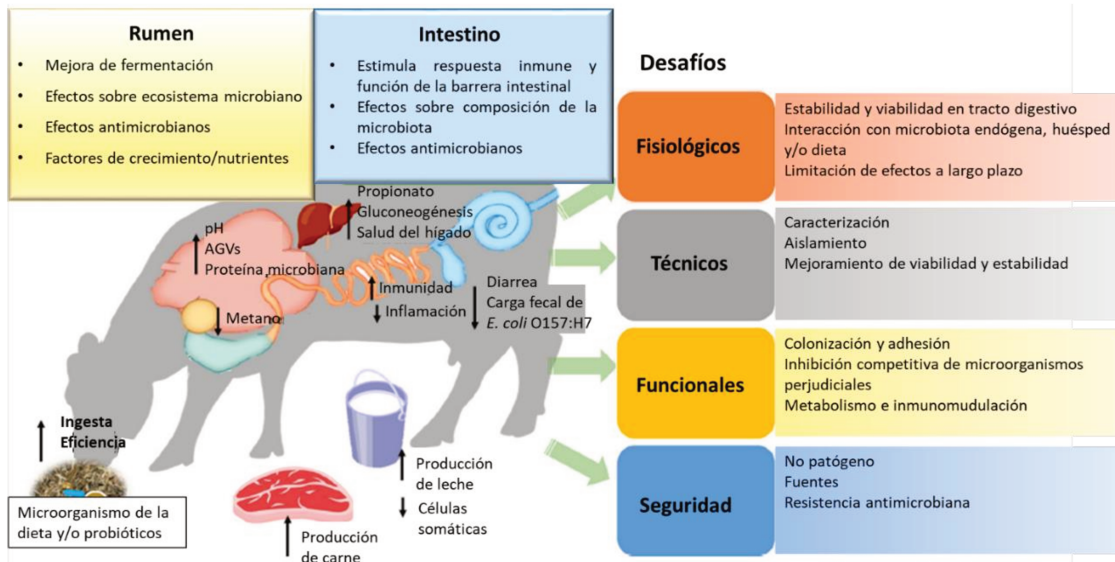 Rumen
• Mejora de fermentación
• Efectos sobre ecosistema microbiano
• Efectos antimicrobianos
• Factores de crecimiento/nutrientes
Intestino
• Estimula respuesta inmune y
función de la barrera intestinal
• Efectos sobre composición de la
microbiota
• Efectos antimicrobianos
Propionato
Gluconeogénesis
Salud del hígado
pH
AGVs
Proteína microbiana
Metano
Inmunidad
Inflamación
Diarrea
Carga fecal de
E. coli O157:H7
Ingesta
Eficiencia
Microorganismo de la
dieta y/o probióticos
Producción
de carne
Producción
de leche
Células
somáticas
Desafíos
Fisiológicos
Estabilidad y viabilidad en tracto digestivo
Interacción con microbiota endógena, huésped
y/o dieta
Limitación de efectos a largo plazo
Técnicos
Caracterización
Aislamiento
Mejoramiento de viabilidad y estabilidad
Funcionales
Colonización y adhesión
Inhibición competitiva de microorganismos
perjudiciales
Metabolismo e inmunomudulación
Seguridad
No patógeno
Fuentes
Resistencia antimicrobiana